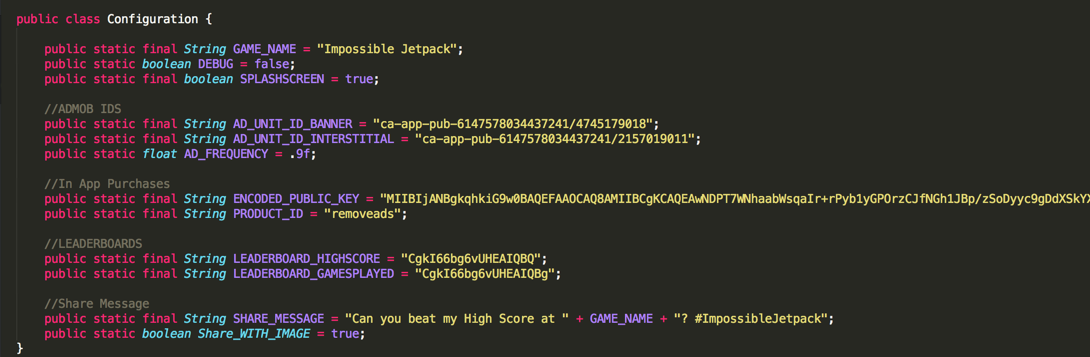 public class Configuration {
public static final String GAME_NAME = "Impossible Jetpack";
public static boolean DEBUG = false;
public static final boolean SPLASHSCREEN = true;
//ADMOB IDS
public static final String AD_UNIT_ID_BANNER = "ca-app-pub-6147578034437241/4745179018";
public static final String AD_UNIT_ID_INTERSTITIAL = "ca-app-pub-6147578034437241/2157019011";
public static float AD_FREQUENCY = .9f;
//In App Purchases
public static final String ENCODED_PUBLIC_KEY = "MIIBIjANBgkqhkiG9w0BAQEFAAOCAQ8AMIIBCgKCAQEAwNDPT7WNhaabWsqaIr+rPyb1yGPOrzCJfNGh1JBp/zSoDyyc9gDdXSkYX
public static final String PRODUCT_ID = "removeads";
//LEADERBOARDS
public static final String LEADERBOARD_HIGHSCORE = "CgkI66bg6vUHEAIQBQ";
public static final String LEADERBOARD_GAMESPLAYED = "CgkI66bg6vUHEAIQBg";
//Share Message
public static final String SHARE_MESSAGE = "Can you beat my High Score at " + GAME_NAME + "? #ImpossibleJetpack";
public static boolean Share_WITH_IMAGE = true;
}